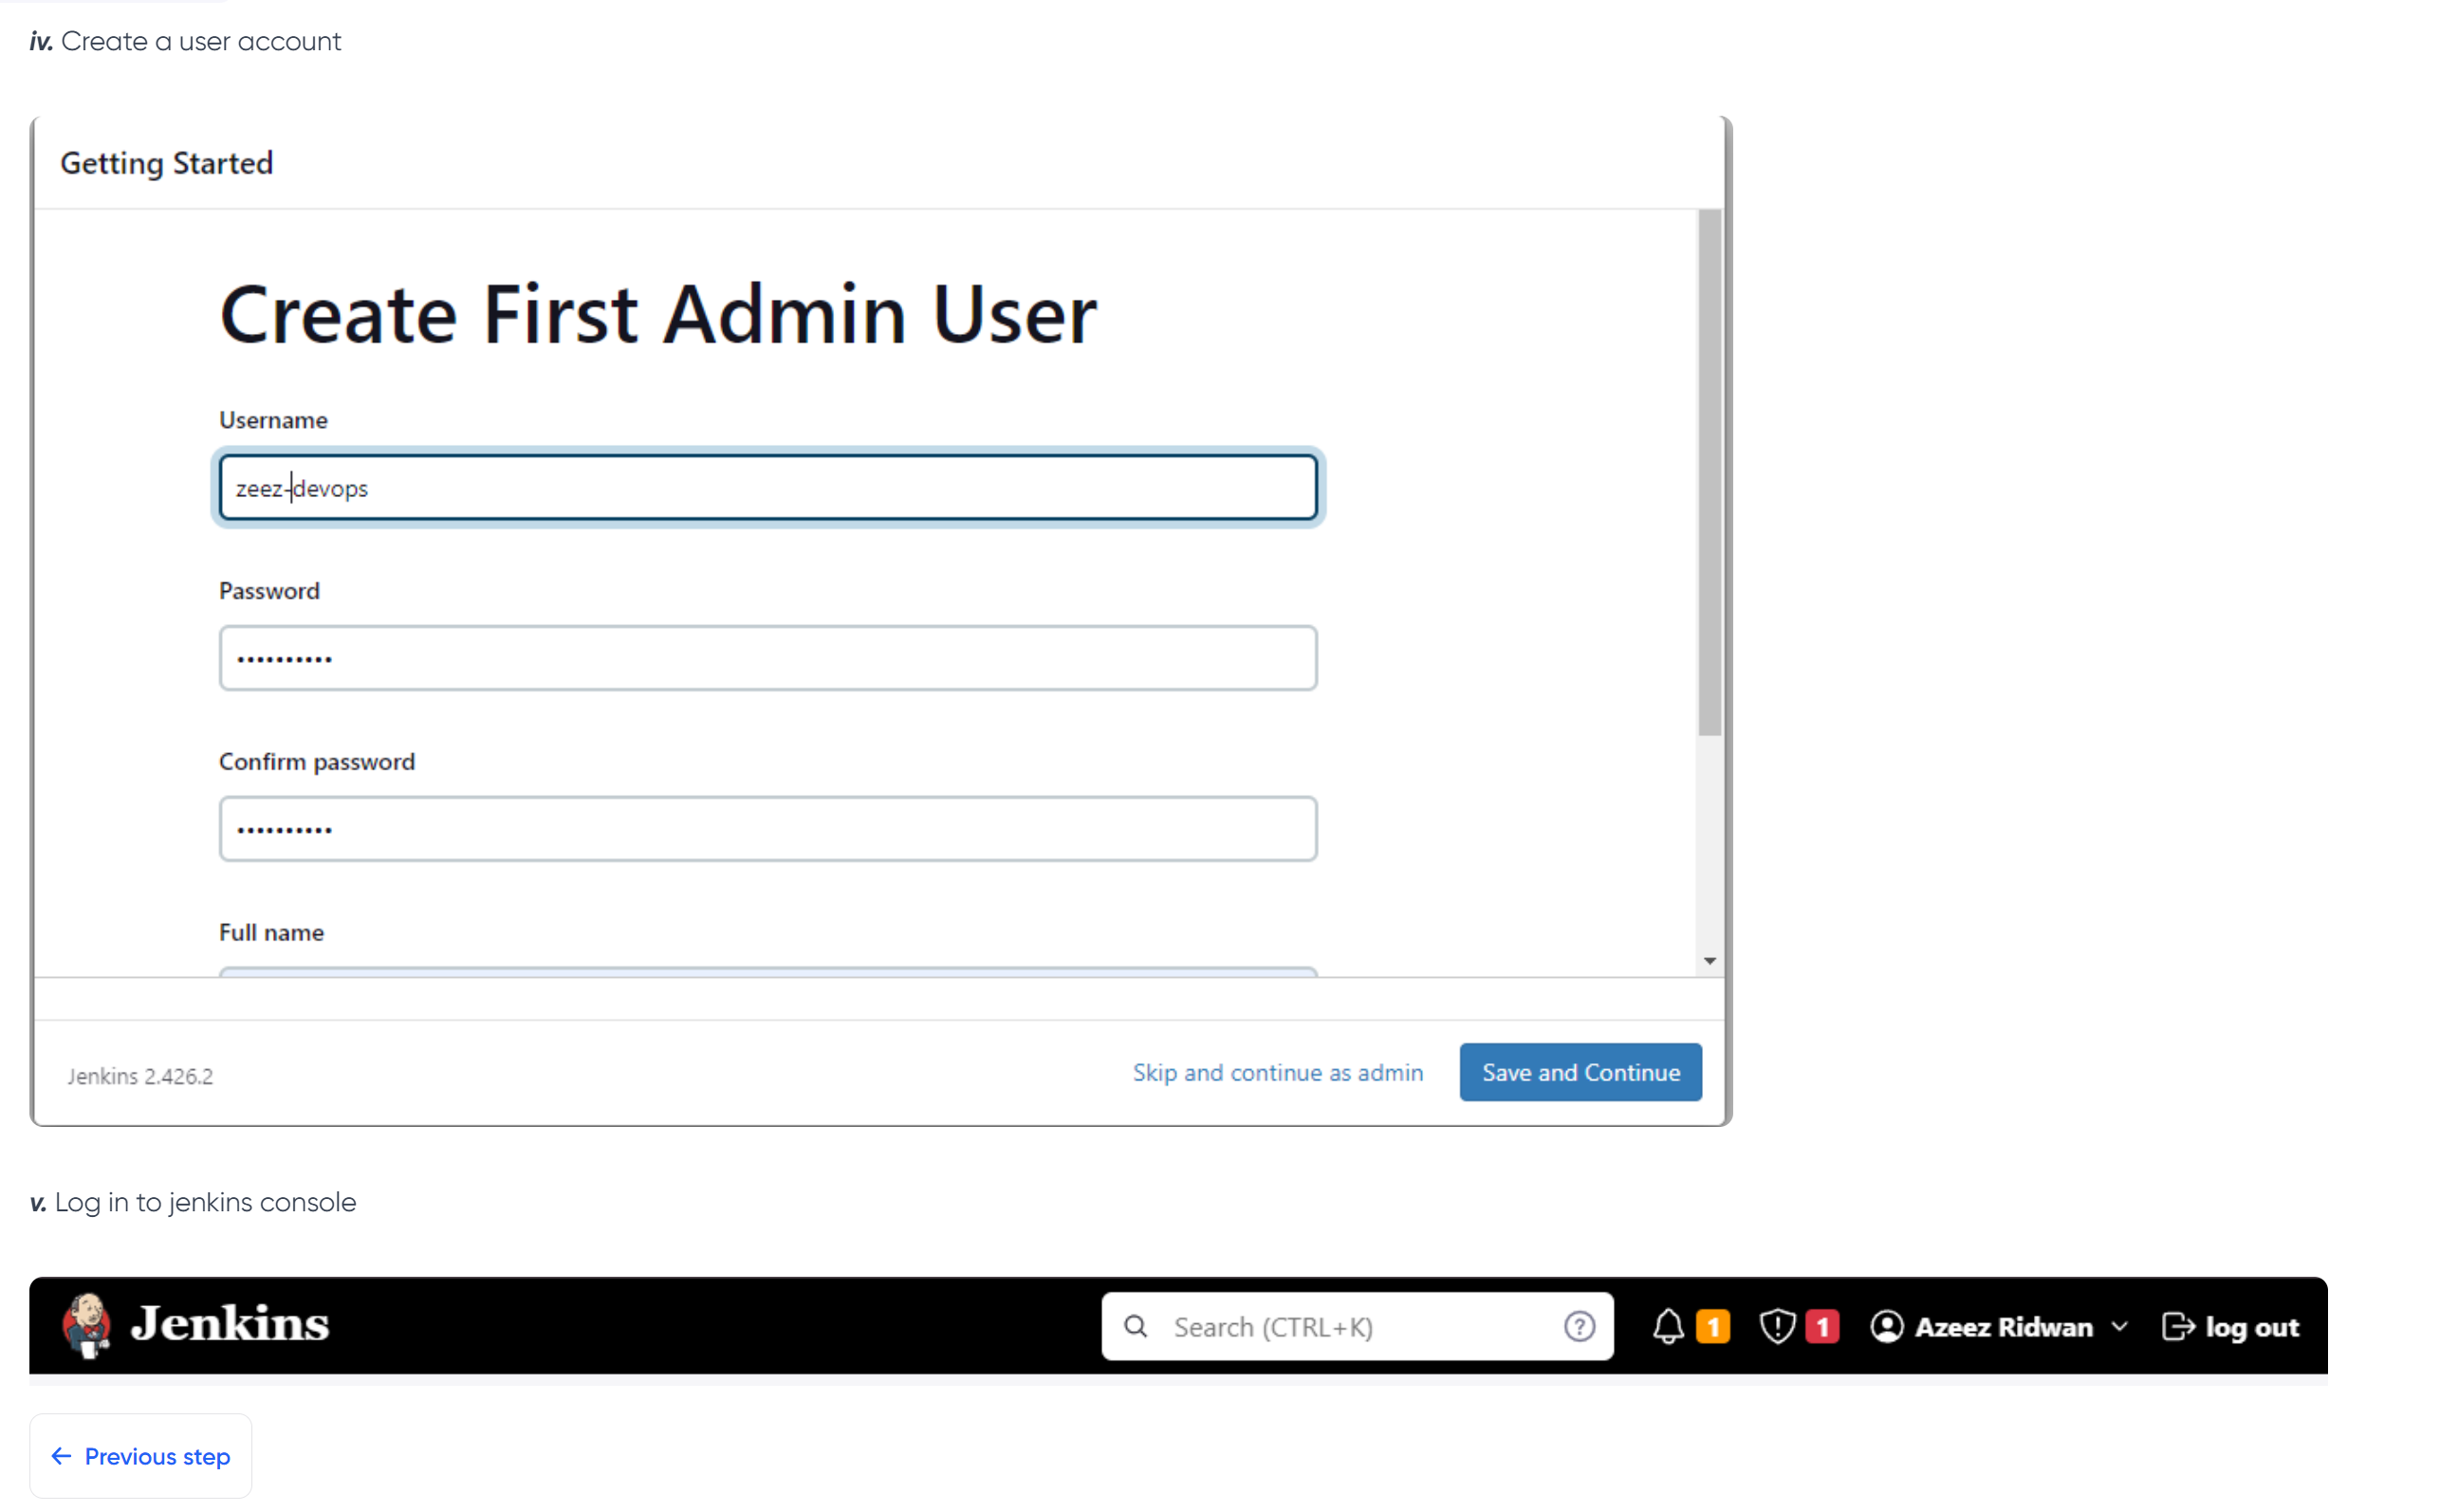 iv. Create a user account
Getting Started
Create First Admin User
Username
zeez-devops
Password
••••••••••
Confirm password
••••••••••
Full name
Jenkins 2.426.2
Skip and continue as admin
Save and Continue
v. Log in to jenkins console
Jenkins
Search (CTRL+K)
?
1
1
Azeez Ridwan
log out
← Previous step